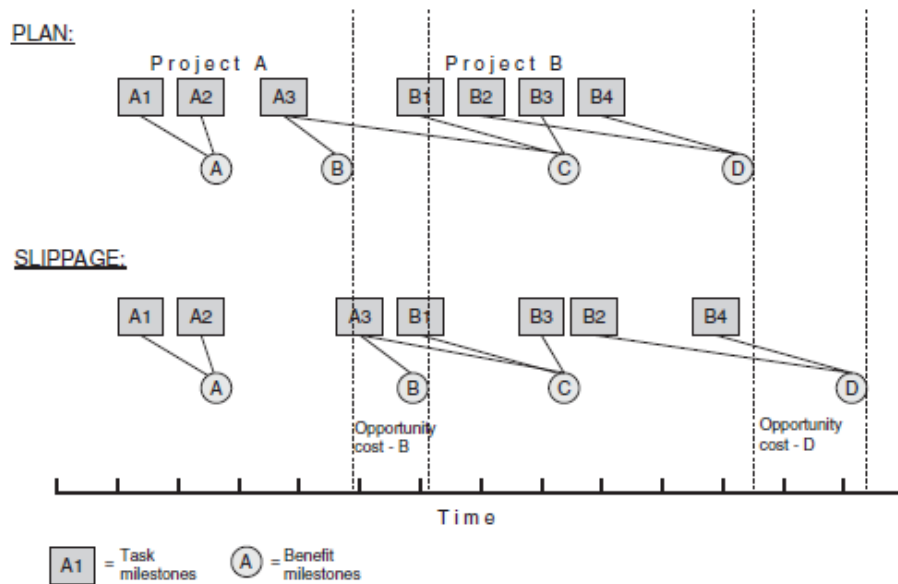 PLAN:
Project A
Project B
A1
A2
A3
B1
B2
B3
B4
A
B
C
D
SLIPPAGE:
A1
A2
A3
B1
B3
B2
B4
A
B
C
D
Opportunity
cost - B
Opportunity
cost - D
Time
A1 = Task
milestones
A = Benefit
milestones